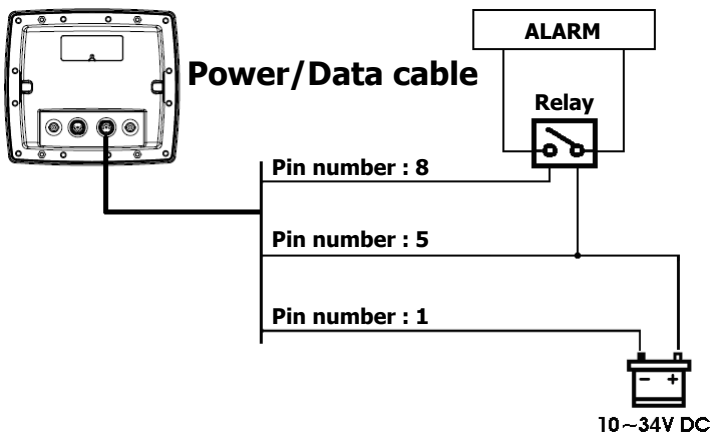 ALARM
A
Power/Data cable
Relay
Pin number : 8
Pin number : 5
Pin number : 1
- +
10~34V DC